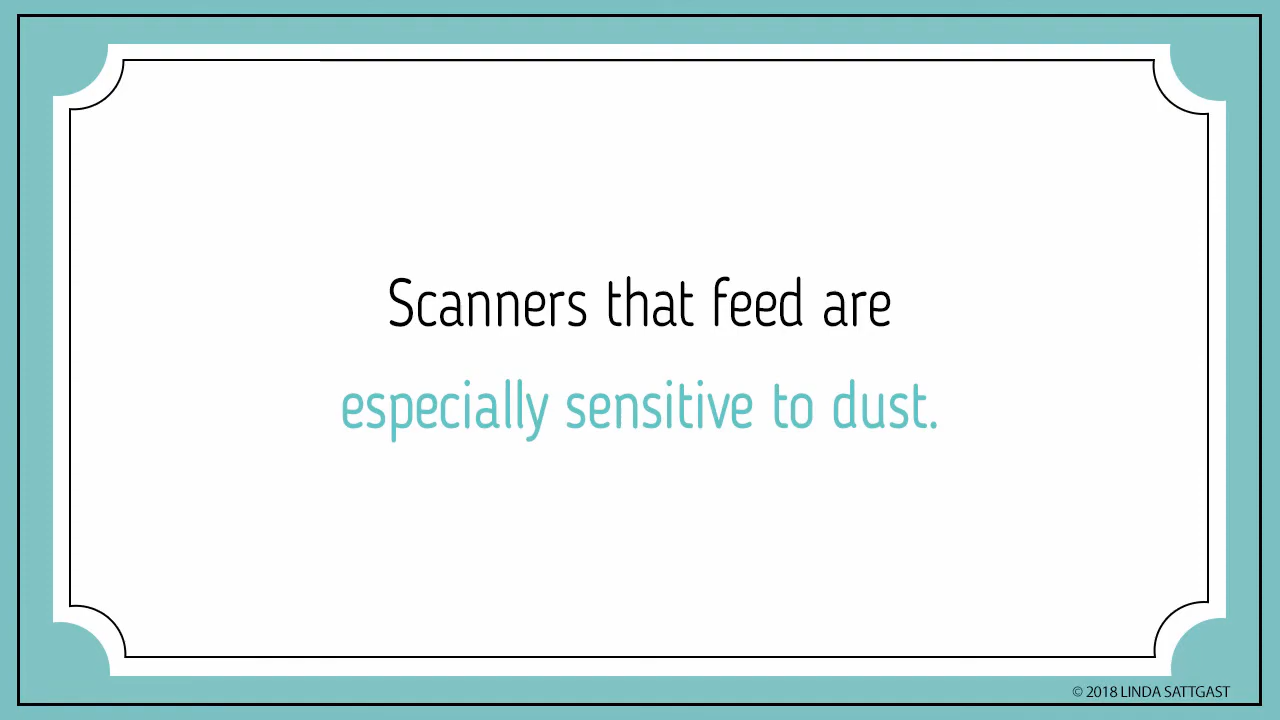 Scanners that feed are
especially sensitive to dust.
© 2018 LINDA SATTGAST